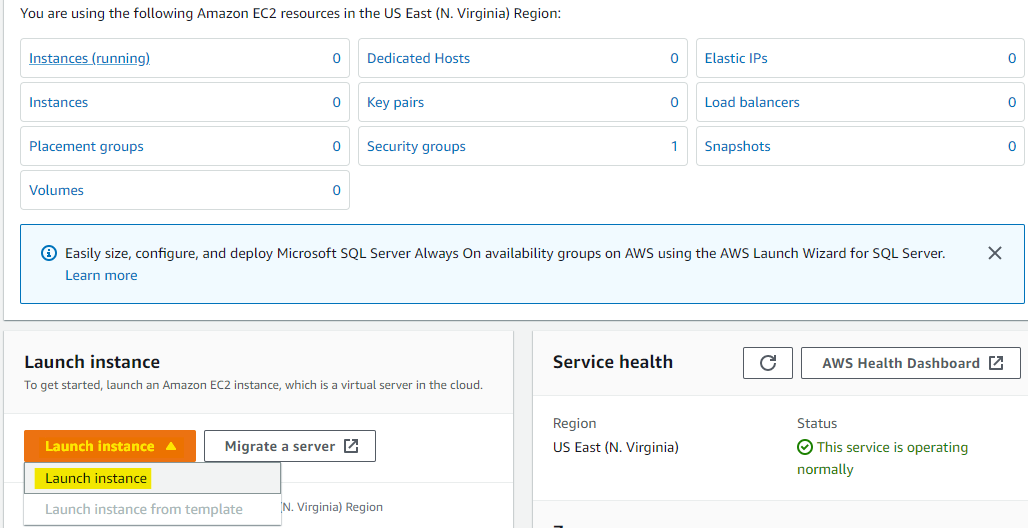 You are using the following Amazon EC2 resources in the US East (N. Virginia) Region:
Instances (running) 0
Dedicated Hosts 0
Elastic IPs 0
Instances 0
Key pairs 0
Load balancers 0
Placement groups 0
Security groups 1
Snapshots 0
Volumes 0
Easily size, configure, and deploy Microsoft SQL Server Always On availability groups on AWS using the AWS Launch Wizard for SQL Server.
Learn more
Launch instance
To get started, launch an Amazon EC2 instance, which is a virtual server in the cloud.
Launch instance
Migrate a server
Launch instance
Launch instance from template
(N. Virginia) Region
Service health
AWS Health Dashboard
Region
US East (N. Virginia)
Status
This service is operating
normally